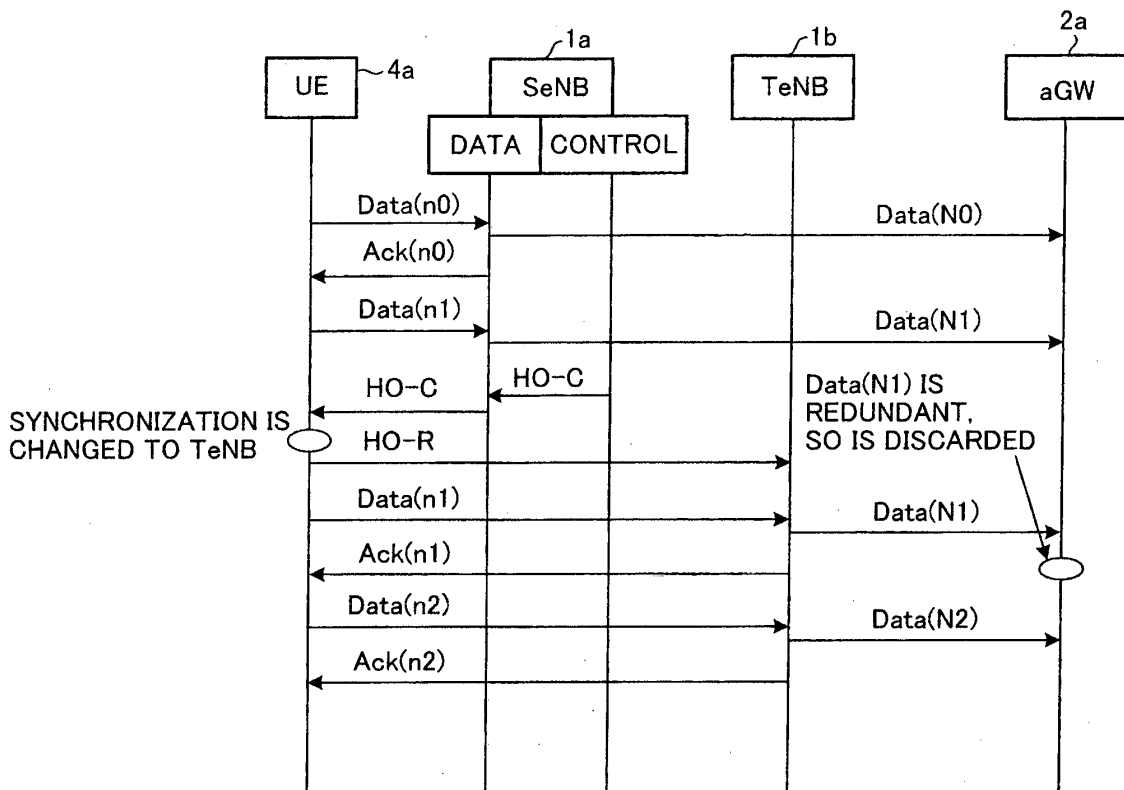 1a
1b
2a
4a
UE
SeNB
TeNB
aGW
DATA
CONTROL
Data(n0)
Data(N0)
Ack(n0)
Data(n1)
Data(N1)
HO-C
HO-C
Data(N1) IS
REDUNDANT,
SO IS DISCARDED
SYNCHRONIZATION IS
CHANGED TO TeNB
HO-R
Data(n1)
Data(N1)
Ack(n1)
Data(n2)
Data(N2)
Ack(n2)